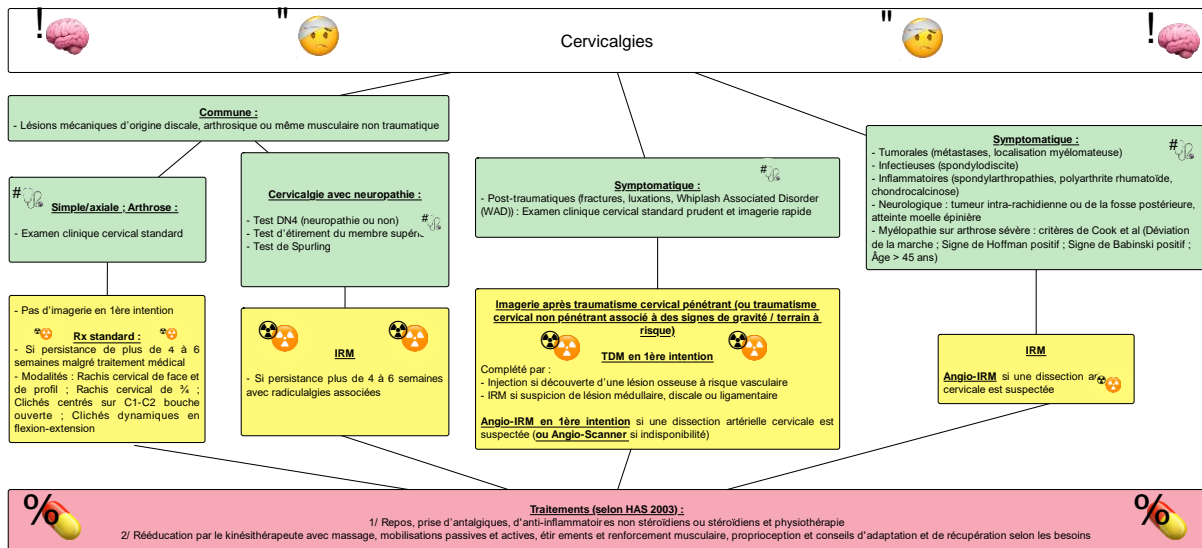 ! " " !
Cervicalgies
Commune :
- Lésions mécaniques d'origine discale, arthrosique ou même musculaire non traumatique
#
Simple/axiale ; Arthrose :
- Examen clinique cervical standard
Cervicalgie avec neuropathie :
#
- Test DN4 (neuropathie ou non)
- Test d'étirement du membre
- Test de Spurling
#
Symptomatique :
- Post-traumatiques (fractures, luxations, Whiplash Associated Disorder
(WAD)) : Examen clinique cervical standard prudent et imagerie rapide
Symptomatique :
#
- Tumorales (métastases, localisation myélomateuse)
- Infectieuses (spondylodiscite)
- Inflammatoires (spondylarthropathies, polyarthrite rhumatoïde,
chondrocalcinose)
- Neurologique : tumeur intra-rachidienne ou de la fosse postérieure,
atteinte moelle épinière
- Myélopathie sur arthrose sévère : critères de Cook et al (Déviation
de la marche ; Signe de Hoffman positif ; Signe de Babinski positif ;
Âge > 45 ans)
- Pas d'imagerie en 1ère intention
Rx standard :
- Si persistance de plus de 4 à 6
semaines malgré traitement médical
- Modalités : Rachis cervical de face et
de profil ; Rachis cervical de ¾ ;
Clichés centrés sur C1-C2 bouche
ouverte ; Clichés dynamiques en
flexion-extension
IRM
- Si persistance plus de 4 à 6 semaines
avec radiculalgies associées
Imagerie après traumatisme cervical pénétrant (ou traumatisme
cervical non pénétrant associé à des signes de gravité / terrain à
risque)
TDM en 1ère intention
Complété par :
- Injection si découverte d'une lésion osseuse à risque vasculaire
- IRM si suspicion de lésion médullaire, discale ou ligamentaire
Angio-IRM en 1ère intention si une dissection artérielle cervicale est
suspectée (ou Angio-Scanner si indisponibilité)
IRM
Angio-IRM si une dissection
cervicale est suspectée
% %
Traitements (selon HAS 2003) :
1/ Repos, prise d'antalgiques, d'anti-inflammatoires non stéroïdiens ou stéroïdiens et physiothérapie
2/ Rééducation par le kinésithérapeute avec massage, mobilisations passives et actives, étir ements et renforcement musculaire, proprioception et conseils d'adaptation et de récupération selon les besoins